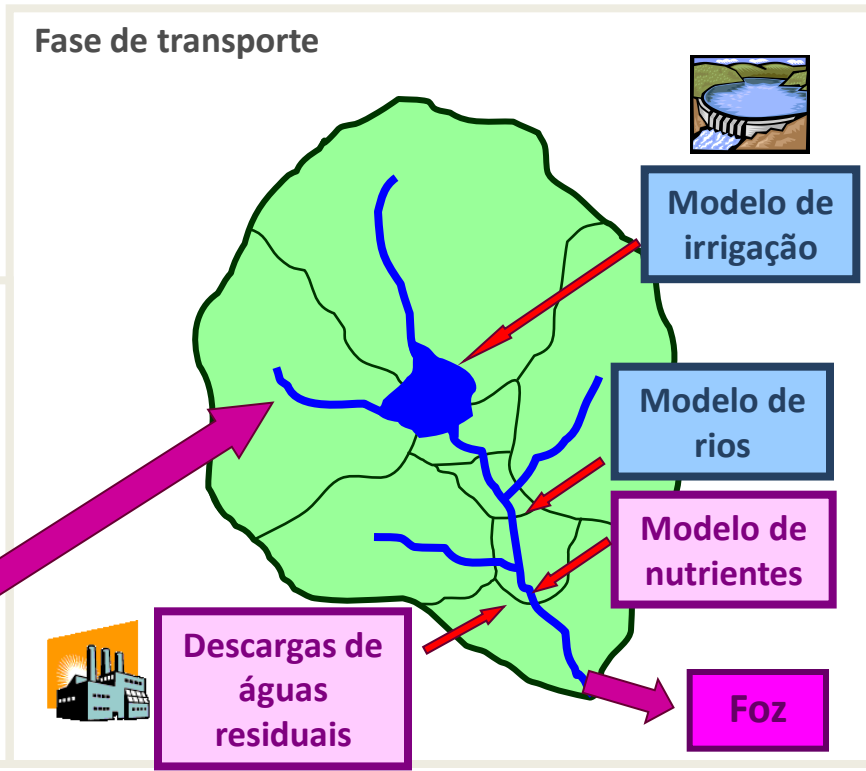 Fase de transporte
Modelo de
irrigação
Modelo de
rios
Modelo de
nutrientes
Descargas de
águas
residuais
Foz